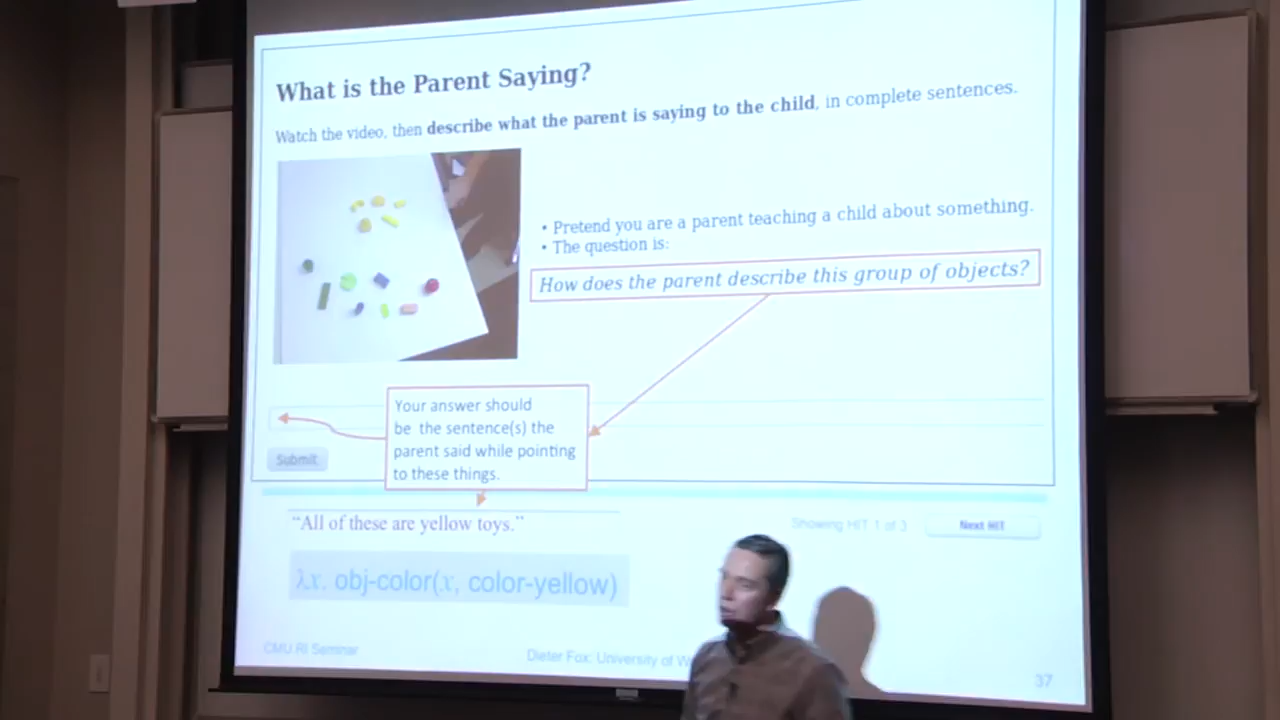 What is the Parent Saying?
Watch the video, then describe what the parent is saying to the child, in complete sentences.
• Pretend you are a parent teaching a child about something.
• The question is:
How does the parent describe this group of objects?
Your answer should
be the sentence(s) the
parent said while pointing
to these things.
Submit
“All of these are yellow toys.”
Showing HIT 1 of 3
Next HIT
λx. obj-color(x, color-yellow)
CMU RI Seminar
Dieter Fox: University of W
37